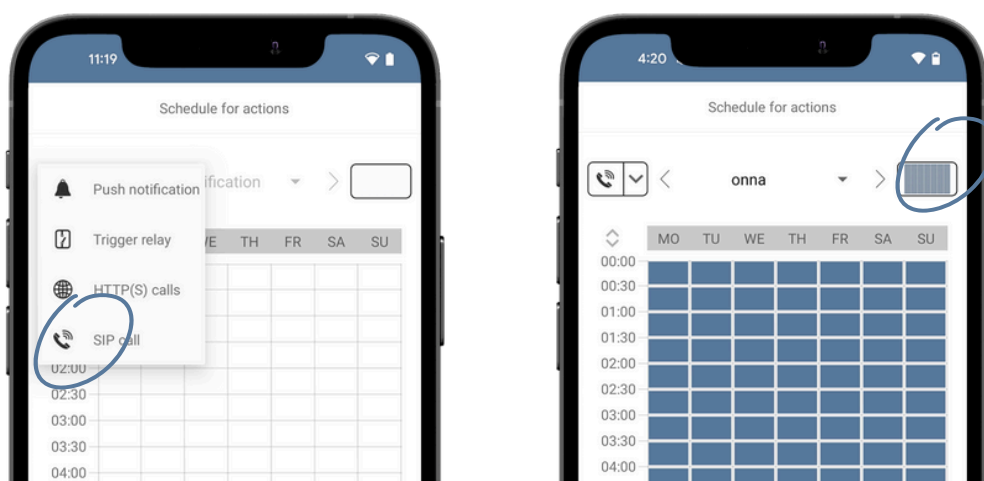 11:19
Schedule for actions
Push notification
ification
Trigger relay
/E TH FR SA SU
HTTP(S) calls
SIP call
02:00
02:30
03:00
03:30
04:00
4:20
Schedule for actions
onna
MO TU WE TH FR SA SU
00:00
00:30
01:00
01:30
02:00
02:30
03:00
03:30
04:00